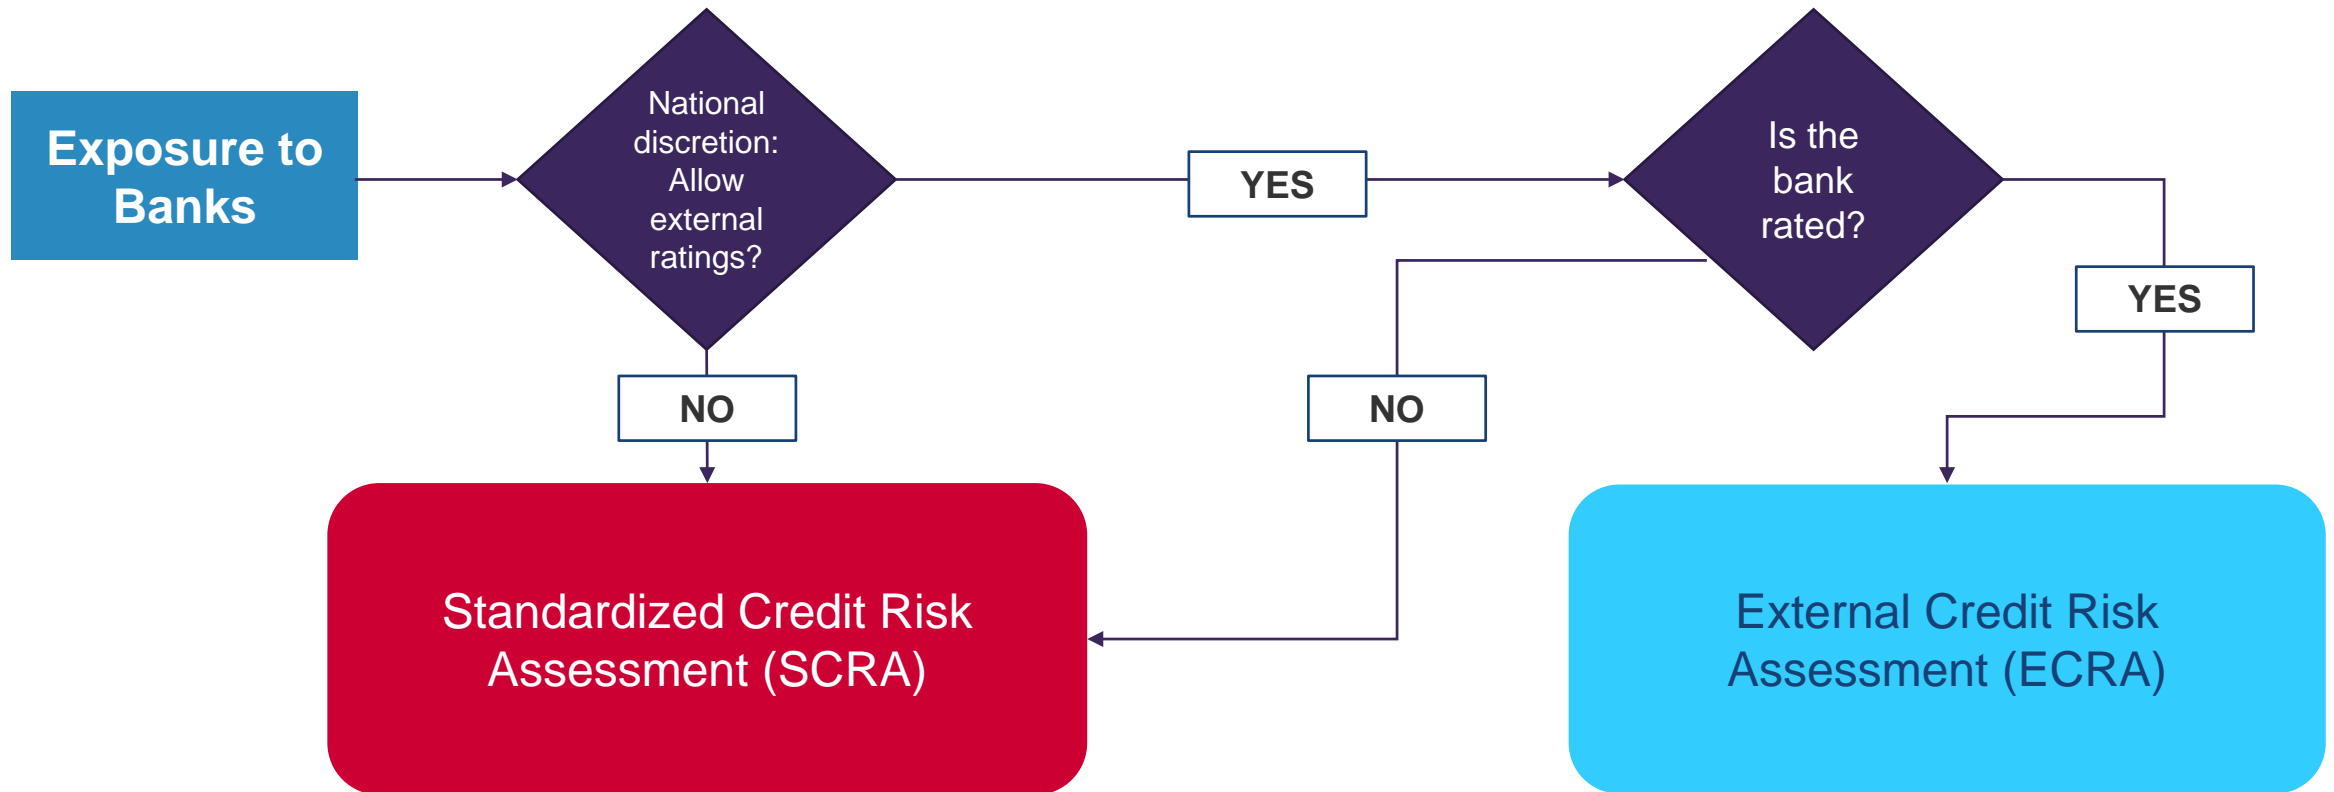 Exposure to
Banks
National
discretion:
Allow
external
ratings?
YES
Is the
bank
rated?
YES
NO
NO
Standardized Credit Risk
Assessment (SCRA)
External Credit Risk
Assessment (ECRA)